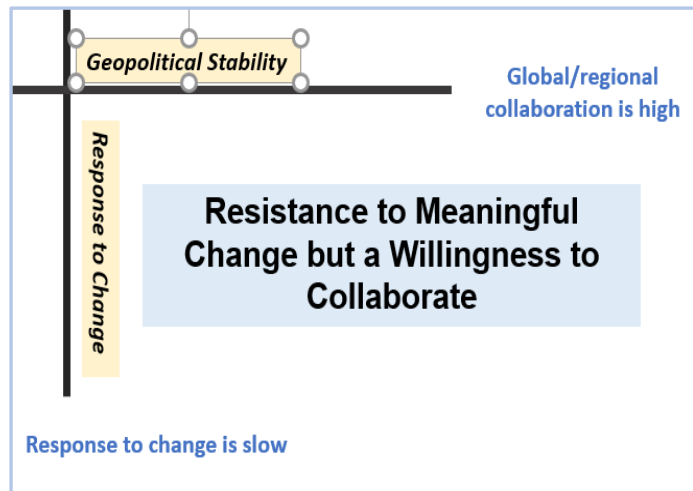 Geopolitical Stability
Global/regional
collaboration is high
Response to Change
Resistance to Meaningful
Change but a Willingness to
Collaborate
Response to change is slow